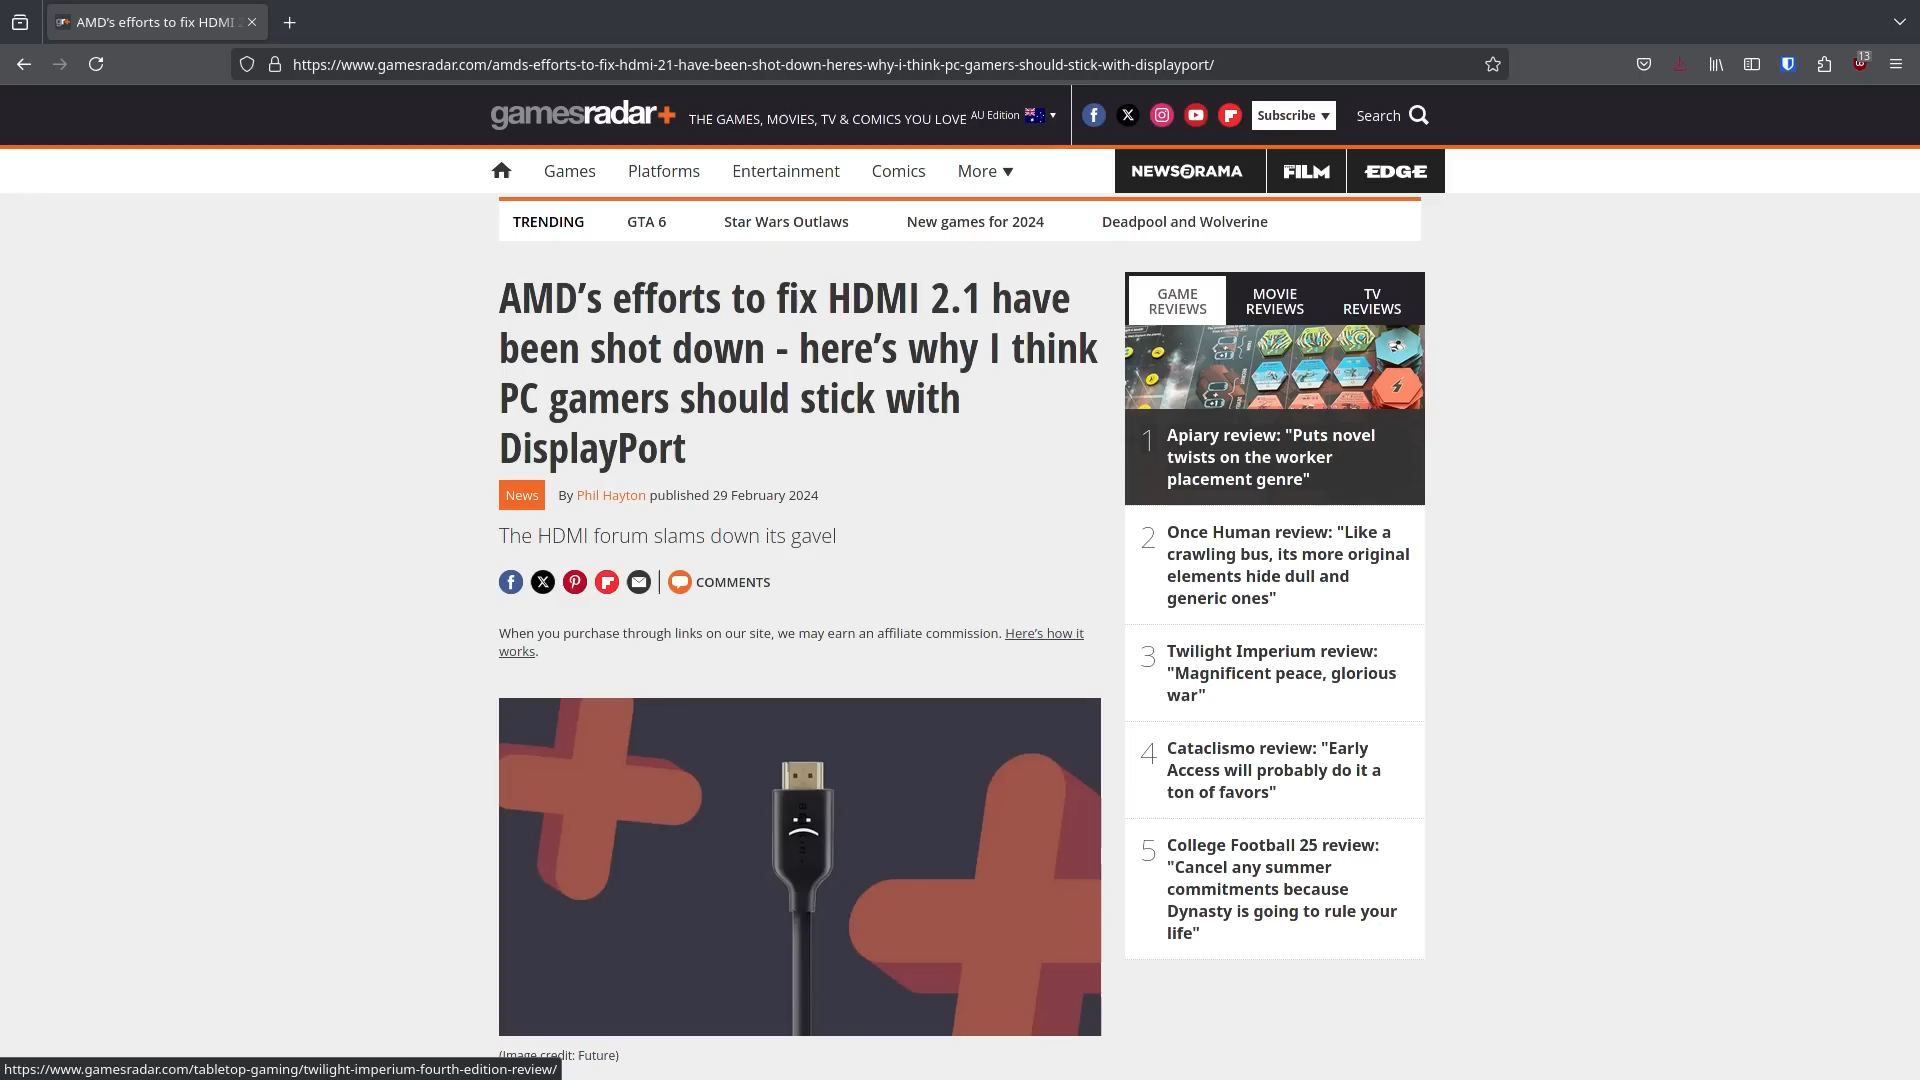 AMD’s efforts to fix HDMI 2
https://www.gamesradar.com/amds-efforts-to-fix-hdmi-21-have-been-shot-down-heres-why-i-think-pc-gamers-should-stick-with-displayport/
13
gamesradar+
THE GAMES, MOVIES, TV & COMICS YOU LOVE
AU Edition
Subscribe ▼
Search
Games
Platforms
Entertainment
Comics
More ▼
NEWSARAMA
FILM
EDGE
TRENDING
GTA 6
Star Wars Outlaws
New games for 2024
Deadpool and Wolverine
AMD’s efforts to fix HDMI 2.1 have
been shot down - here’s why I think
PC gamers should stick with
DisplayPort
News
By Phil Hayton published 29 February 2024
The HDMI forum slams down its gavel
COMMENTS
When you purchase through links on our site, we may earn an affiliate commission. Here’s how it
works.
(Image credit: Future)
GAME
REVIEWS
MOVIE
REVIEWS
TV
REVIEWS
1
Apiary review: "Puts novel
twists on the worker
placement genre"
2
Once Human review: "Like a
crawling bus, its more original
elements hide dull and
generic ones"
3
Twilight Imperium review:
"Magnificent peace, glorious
war"
4
Cataclismo review: "Early
Access will probably do it a
ton of favors"
5
College Football 25 review:
"Cancel any summer
commitments because
Dynasty is going to rule your
life"
https://www.gamesradar.com/tabletop-gaming/twilight-imperium-fourth-edition-review/